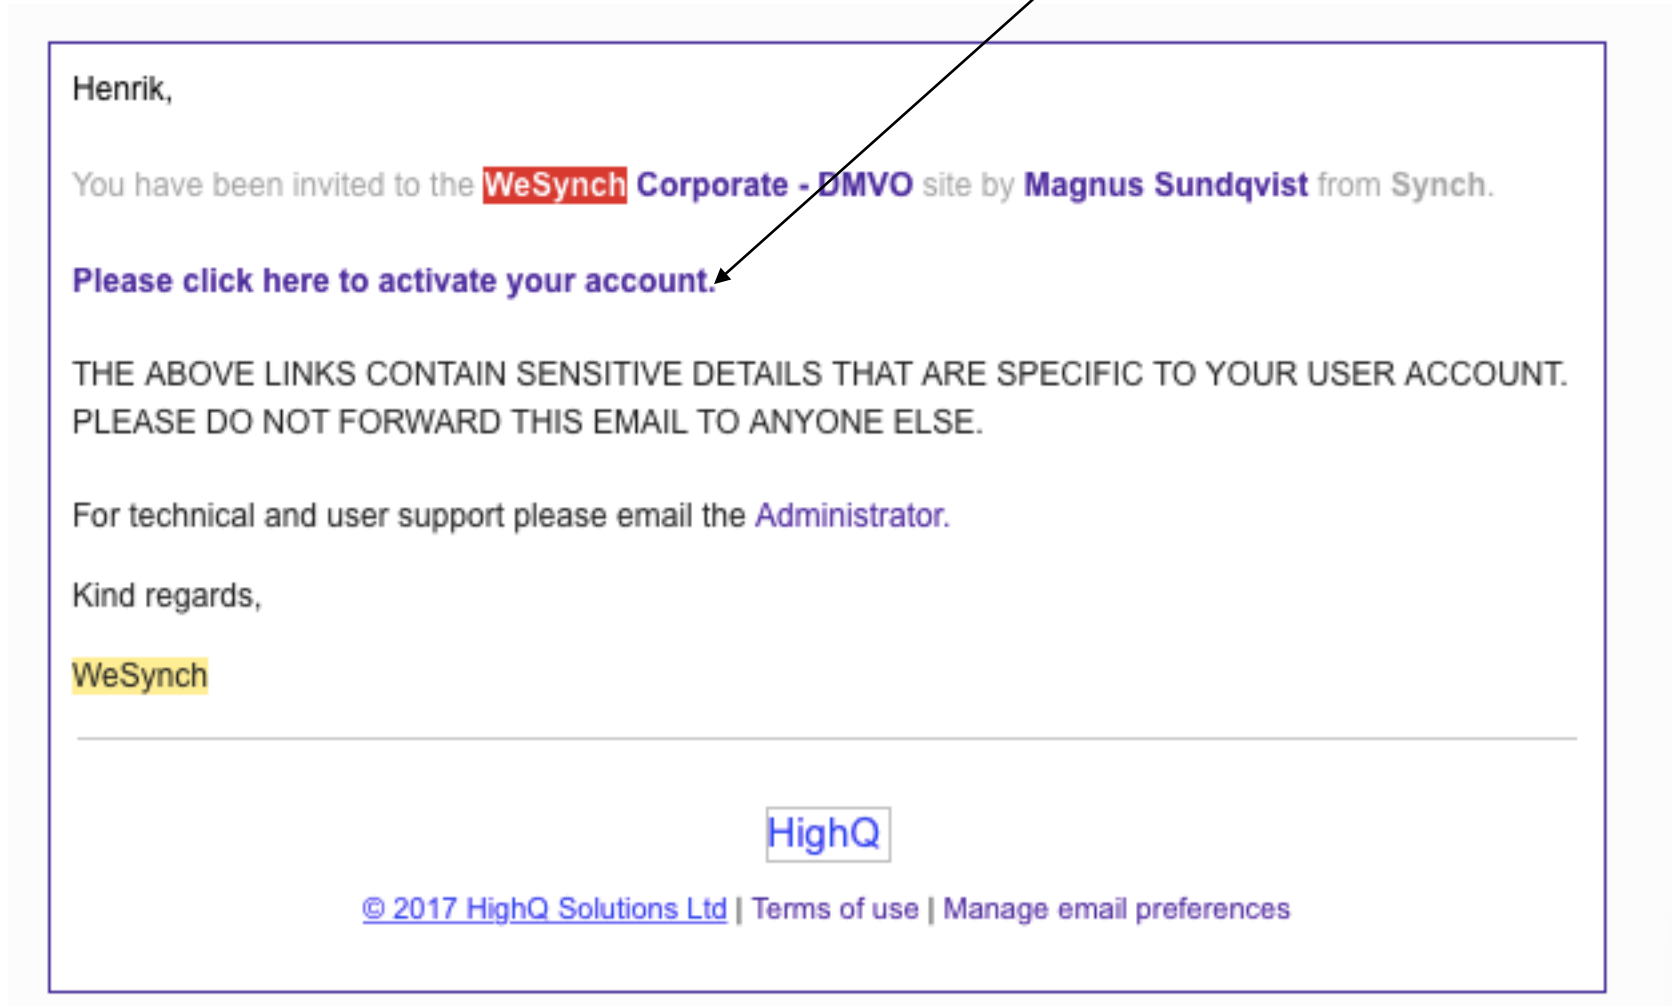 Henrik,
You have been invited to the WeSynch Corporate - DMVO site by Magnus Sundqvist from Synch.
Please click here to activate your account.
THE ABOVE LINKS CONTAIN SENSITIVE DETAILS THAT ARE SPECIFIC TO YOUR USER ACCOUNT.
PLEASE DO NOT FORWARD THIS EMAIL TO ANYONE ELSE.
For technical and user support please email the Administrator.
Kind regards,
WeSynch
HighQ
© 2017 HighQ Solutions Ltd | Terms of use | Manage email preferences